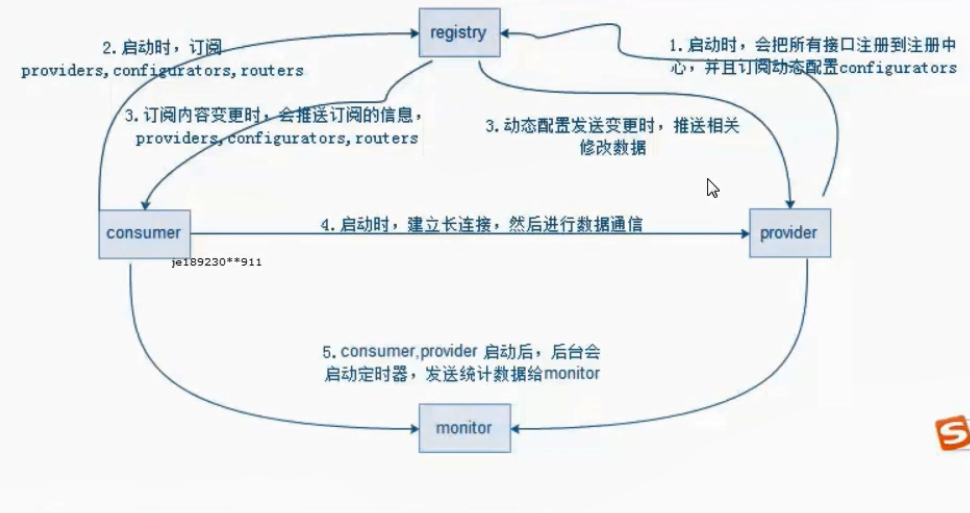 registry
2. 启动时，订阅
providers,configurators,routers
1. 启动时，会把所有接口注册到注册中
心，并且订阅动态配置configurators
3. 订阅内容变更时，会推送订阅的信息，
providers,configurators,routers
3. 动态配置发送变更时，推送相关
修改数据
consumer
4. 启动时，建立长连接，然后进行数据通信
provider
je189230**911
5. consumer,provider 启动后，后台会
启动定时器，发送统计数据给monitor
monitor
S